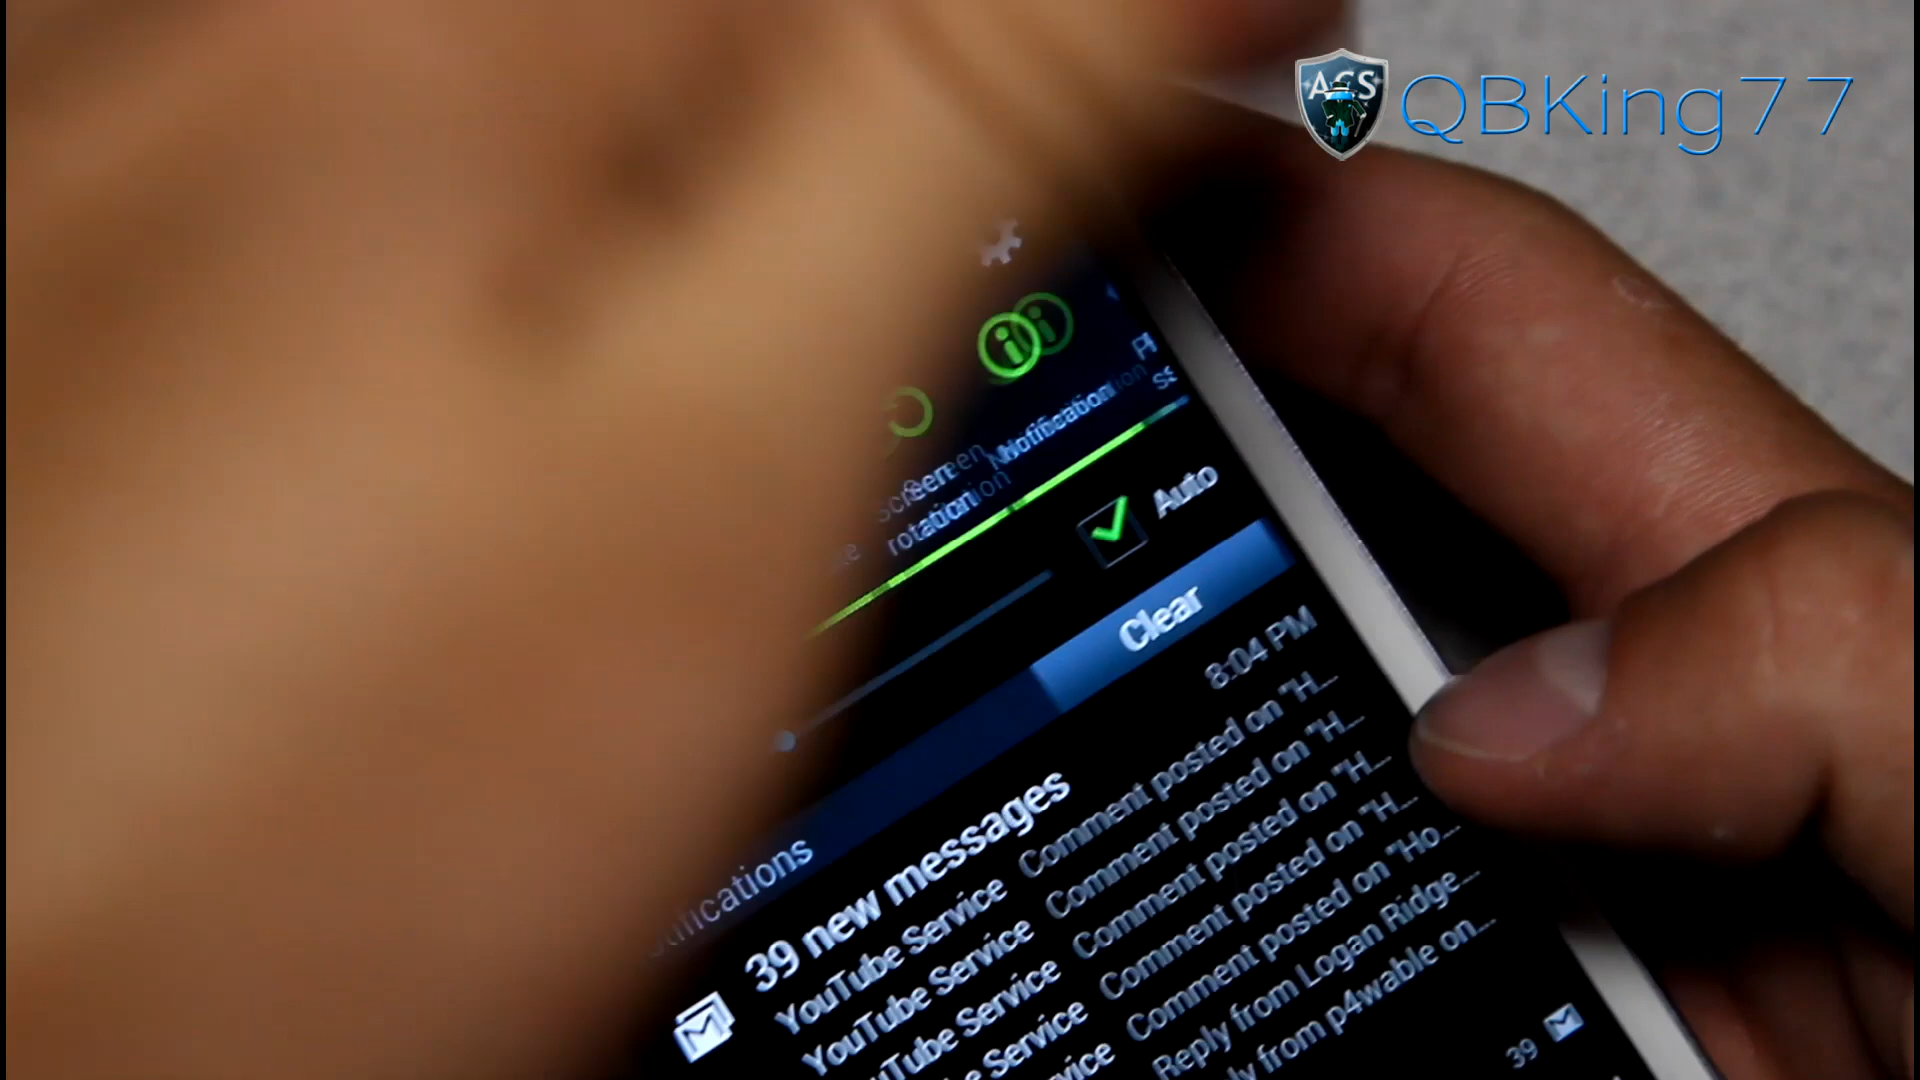 ACS QBKing77
Screen
rotation
Notification
Auto
Clear
8:04 PM
39 new messages
YouTube Service Comment posted on "H...
YouTube Service Comment posted on "H...
Service Comment posted on "H...
Service Comment posted on "H...
Comment posted on "Ho...
Reply from Logan Ridge...
from p4wable on...
39